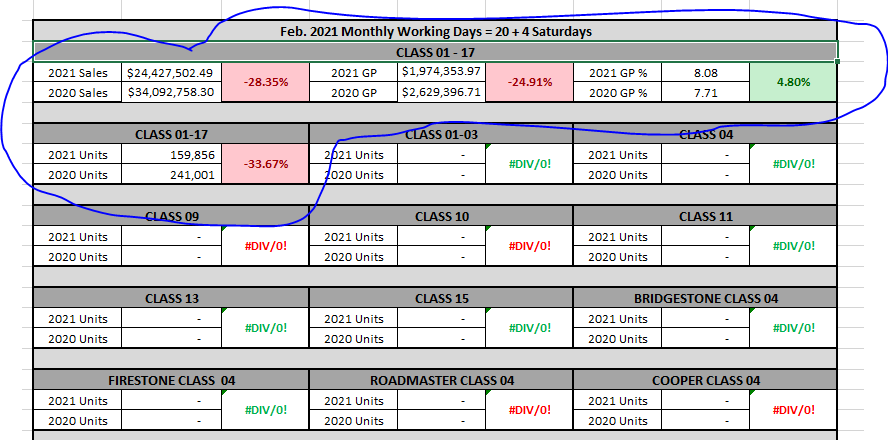 Feb. 2021 Monthly Working Days = 20 + 4 Saturdays
CLASS 01 - 17
2021 Sales $24,427,502.49 -28.35% 2021 GP $1,974,353.97 -24.91% 2021 GP % 8.08 4.80%
2020 Sales $34,092,758.30 2020 GP $2,629,396.71 2020 GP % 7.71
CLASS 01-17 CLASS 01-03 CLASS 04
2021 Units 159,856 -33.67% 2021 Units - #DIV/0! 2021 Units - #DIV/0!
2020 Units 241,001 2020 Units - 2020 Units -
CLASS 09 CLASS 10 CLASS 11
2021 Units - #DIV/0! 2021 Units - #DIV/0! 2021 Units - #DIV/0!
2020 Units - 2020 Units - 2020 Units -
CLASS 13 CLASS 15 BRIDGESTONE CLASS 04
2021 Units - #DIV/0! 2021 Units - #DIV/0! 2021 Units - #DIV/0!
2020 Units - 2020 Units - 2020 Units -
FIRESTONE CLASS 04 ROADMASTER CLASS 04 COOPER CLASS 04
2021 Units - #DIV/0! 2021 Units - #DIV/0! 2021 Units - #DIV/0!
2020 Units - 2020 Units - 2020 Units -